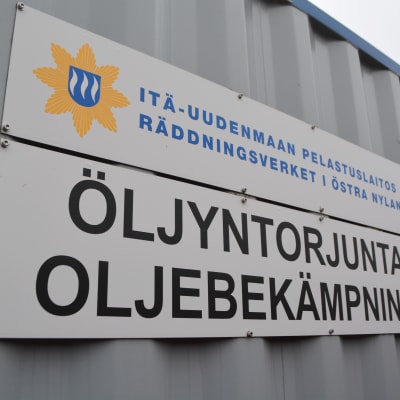 ITÄ-UUDENMAAN PELASTUSLAITOS
RÄDDNINGSVERKET I ÖSTRA NYLAN
ÖLJYNTORJUNTA
OLJEBEKÄMPNIN